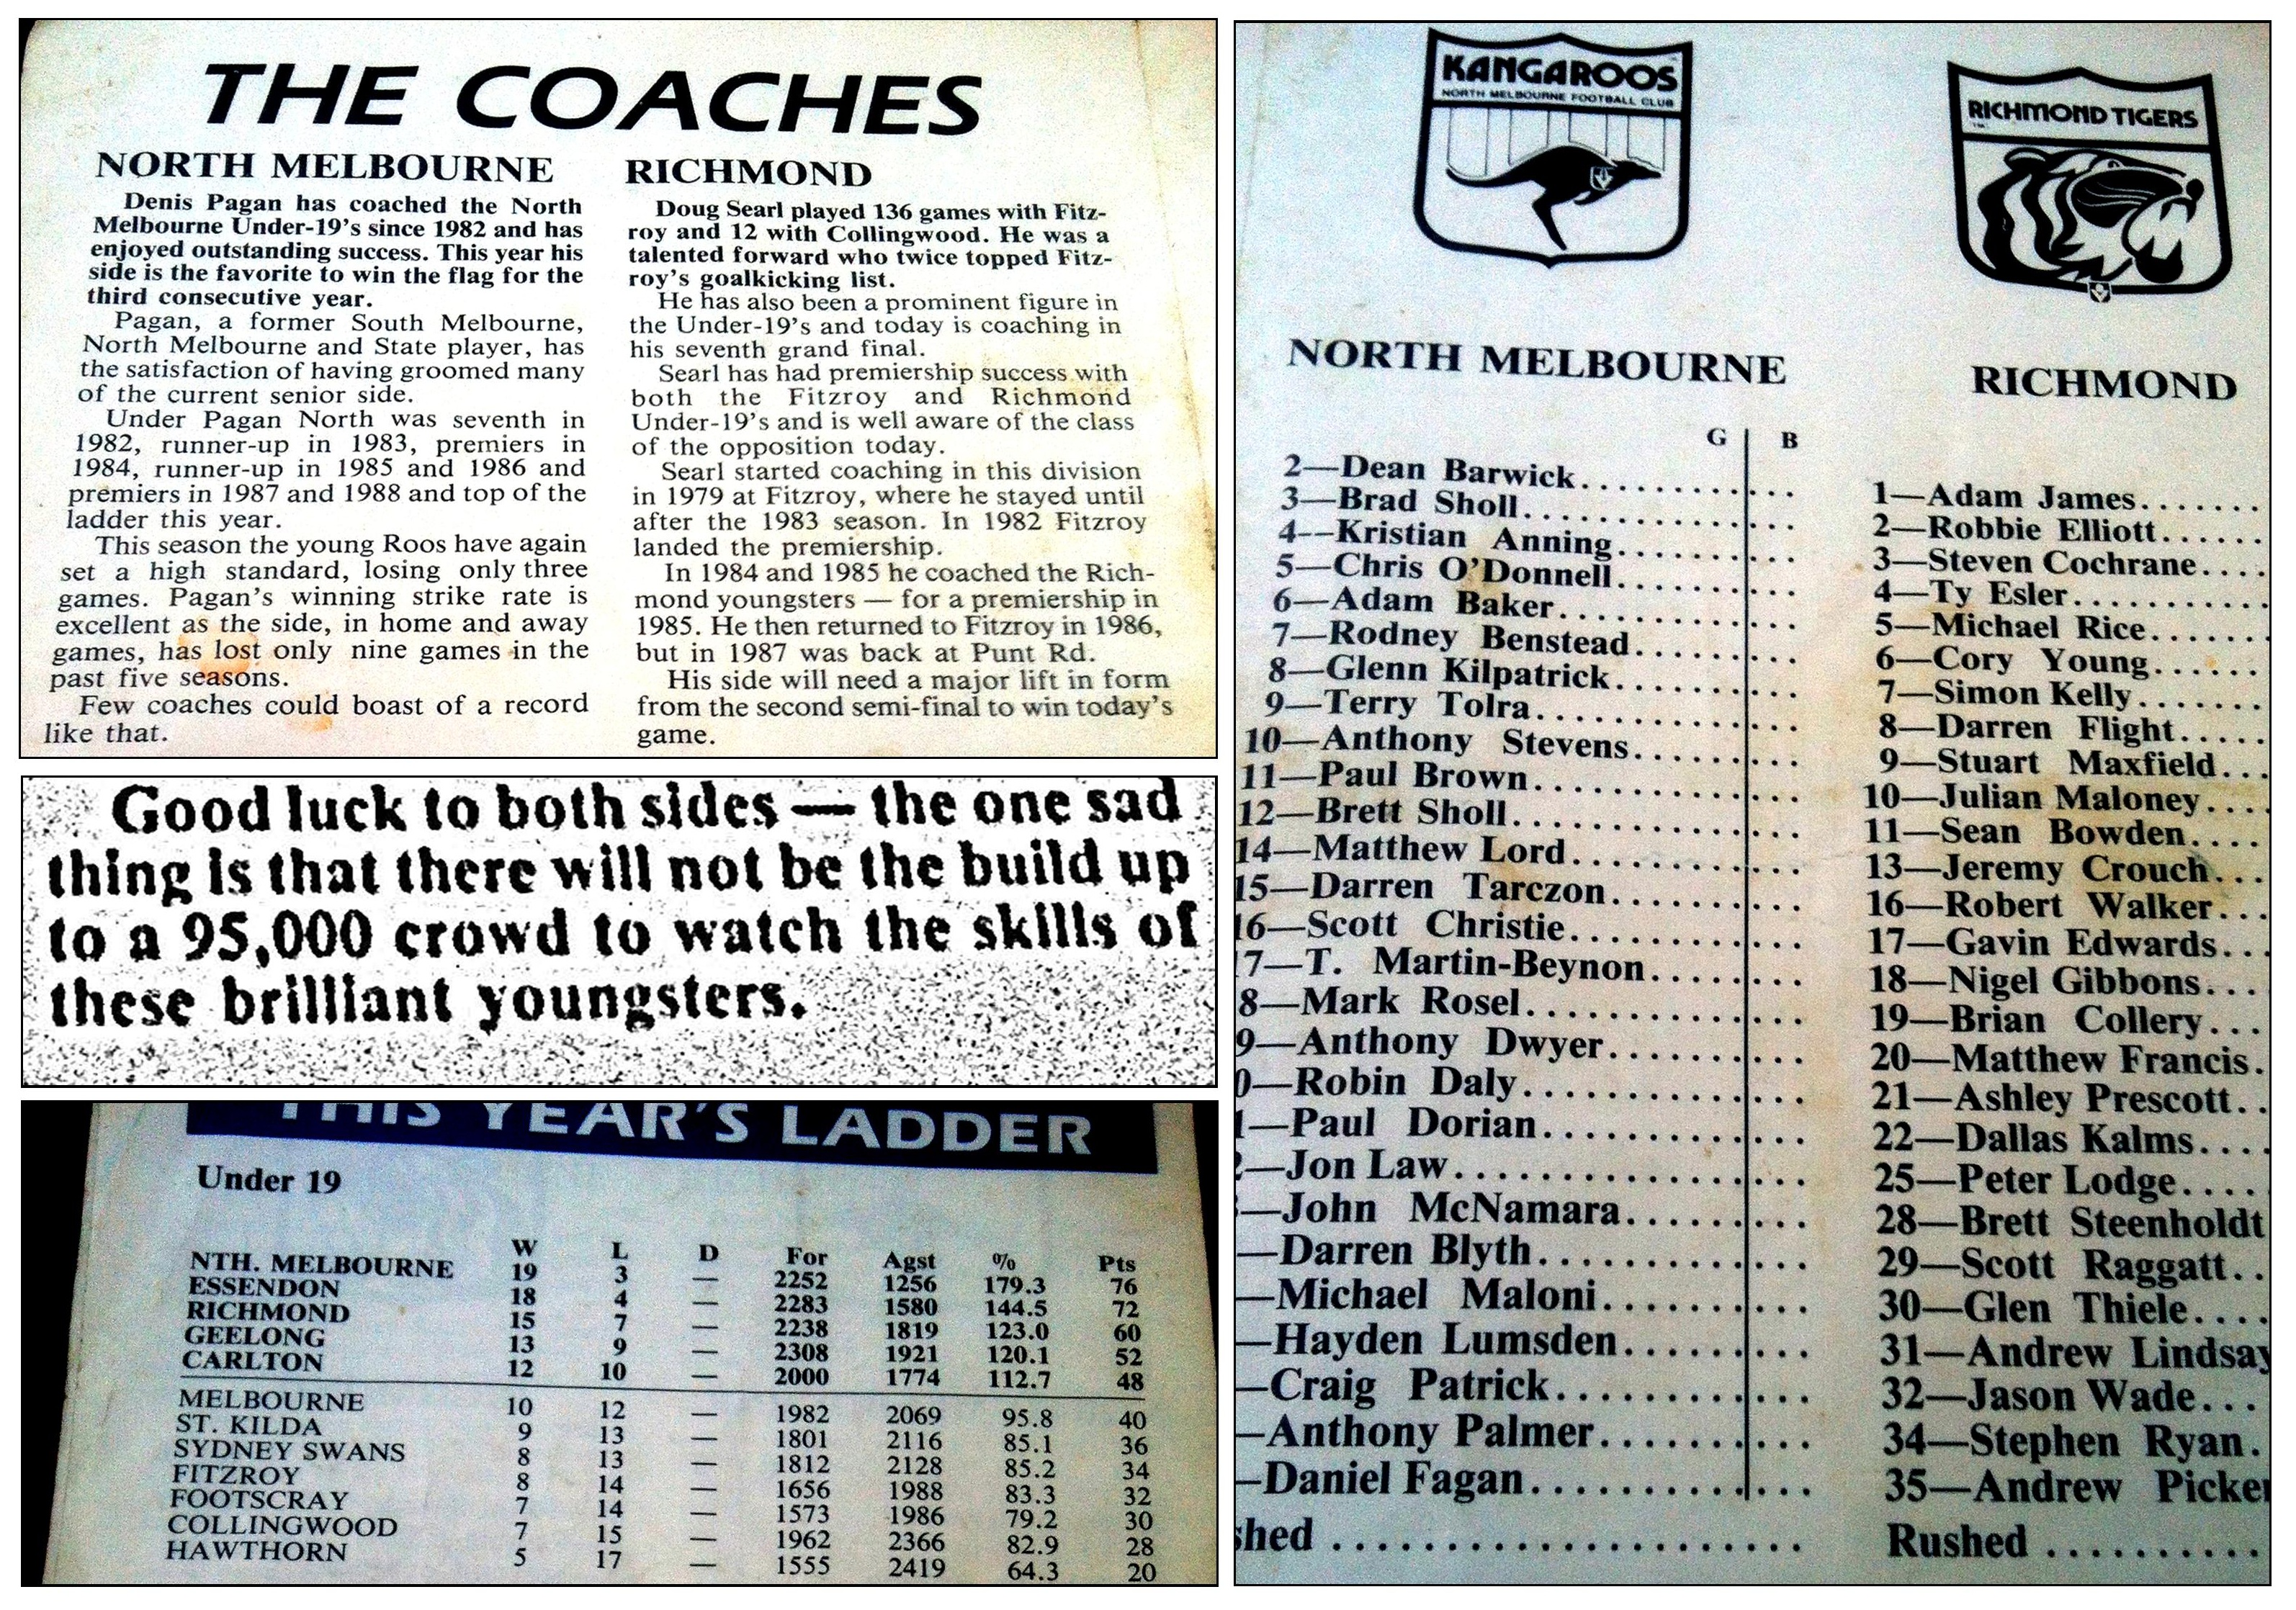 THE COACHES
NORTH MELBOURNE
Denis Pagan has coached the North
Melbourne Under-19's since 1982 and has
enjoyed outstanding success. This year his
side is the favorite to win the flag for the
third consecutive year.
Pagan, a former South Melbourne,
North Melbourne and State player, has
the satisfaction of having groomed many
of the current senior side.
Under Pagan North was seventh in
1982, runner-up in 1983, premiers in
1984, runner-up in 1985 and 1986 and
premiers in 1987 and 1988 and top of the
ladder this year.
This season the young Roos have again
set a high standard, losing only three
games. Pagan's winning strike rate is
excellent as the side, in home and away
games, has lost only nine games in the
past five seasons.
Few coaches could boast of a record
like that.
RICHMOND
Doug Searl played 136 games with Fitz-
roy and 12 with Collingwood. He was a
talented forward who twice topped Fitz-
roy's goalkicking list.
He has also been a prominent figure in
the Under-19's and today is coaching in
his seventh grand final.
Searl has had premiership success with
both the Fitzroy and Richmond
Under-19's and is well aware of the class
of the opposition today.
Searl started coaching in this division
in 1979 at Fitzroy, where he stayed until
after the 1983 season. In 1982 Fitzroy
landed the premiership.
In 1984 and 1985 he coached the Rich-
mond youngsters — for a premiership in
1985. He then returned to Fitzroy in 1986,
but in 1987 was back at Punt Rd.
His side will need a major lift in form
from the second semi-final to win today's
game.
Good luck to both sides — the one sad
thing is that there will not be the build up
to a 95,000 crowd to watch the skills of
these brilliant youngsters.
THIS YEAR'S LADDER
Under 19
W L D For Agst % Pts
NTH. MELBOURNE 19 3 — 2252 1256 179.3 76
ESSENDON 18 4 — 2283 1580 144.5 72
RICHMOND 15 7 — 2238 1819 123.0 60
GEELONG 13 9 — 2308 1921 120.1 52
CARLTON 12 10 — 2000 1774 112.7 48
MELBOURNE 10 12 — 1982 2069 95.8 40
ST. KILDA 9 13 — 1801 2116 85.1 36
SYDNEY SWANS 8 13 — 1812 2128 85.2 34
FITZROY 8 14 — 1656 1988 83.3 32
FOOTSCRAY 7 14 — 1573 1986 79.2 30
COLLINGWOOD 7 15 — 1962 2366 82.9 28
HAWTHORN 5 17 — 1555 2419 64.3 20
KANGAROOS
NORTH MELBOURNE FOOTBALL CLUB
NORTH MELBOURNE
G B
2—Dean Barwick..........
3—Brad Sholl..........
4--Kristian Anning..........
5—Chris O'Donnell..........
6—Adam Baker..........
7—Rodney Benstead..........
8—Glenn Kilpatrick..........
9—Terry Tolra..........
10—Anthony Stevens..........
11—Paul Brown..........
12—Brett Sholl..........
14—Matthew Lord..........
15—Darren Tarczon..........
16—Scott Christie..........
7—T. Martin-Beynon..........
8—Mark Rosel..........
9—Anthony Dwyer..........
0—Robin Daly..........
—Paul Dorian..........
—Jon Law..........
—John McNamara..........
—Darren Blyth..........
—Michael Maloni..........
—Hayden Lumsden..........
—Craig Patrick..........
—Anthony Palmer..........
—Daniel Fagan..........
shed ..........
RICHMOND TIGERS
RICHMOND
1—Adam James.......
2—Robbie Elliott......
3—Steven Cochrane....
4—Ty Esler..........
5—Michael Rice.......
6—Cory Young......
7—Simon Kelly.......
8—Darren Flight.....
9—Stuart Maxfield...
10—Julian Maloney....
11—Sean Bowden....
13—Jeremy Crouch...
16—Robert Walker...
17—Gavin Edwards...
18—Nigel Gibbons...
19—Brian Collery...
20—Matthew Francis.
21—Ashley Prescott..
22—Dallas Kalms....
25—Peter Lodge....
28—Brett Steenholdt
29—Scott Raggatt..
30—Glen Thiele....
31—Andrew Lindsay
32—Jason Wade...
34—Stephen Ryan.
35—Andrew Picker
Rushed ..........